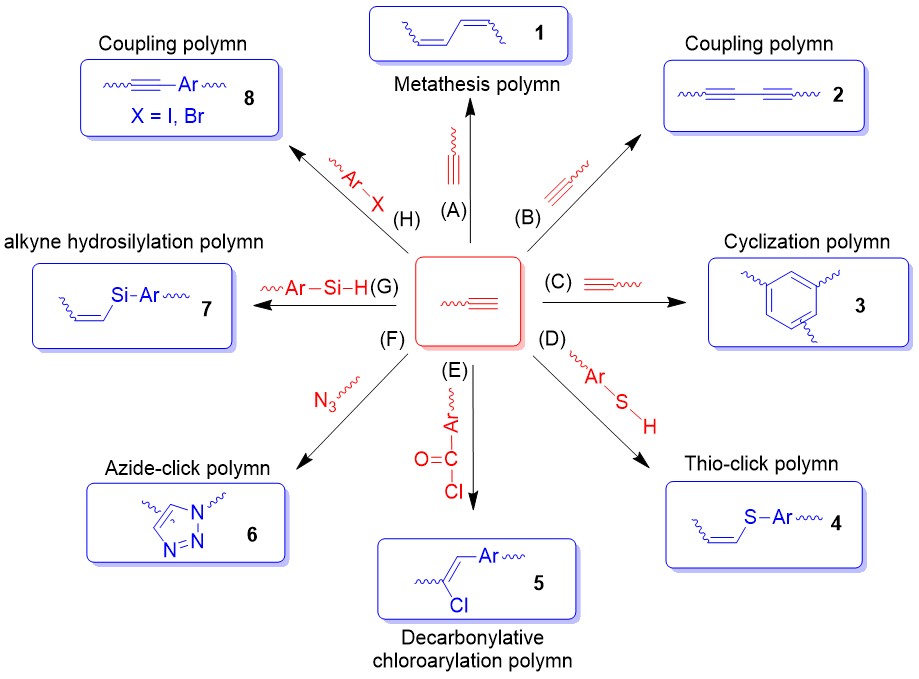 1
Metathesis polymn
Coupling polymn
Ar
8
X = I, Br
Coupling polymn
2
Ar
X
(H)
(A)
(B)
alkyne hydrosilylation polymn
Si-Ar
7
Ar-Si-H
(G)
(C)
Cyclization polymn
3
(F)
N3
(E)
Ar
O=C
Cl
(D)
Ar
S
H
Azide-click polymn
N
N=N
6
Thio-click polymn
S-Ar
4
Ar
Cl
5
Decarbonylative
chloroarylation polymn